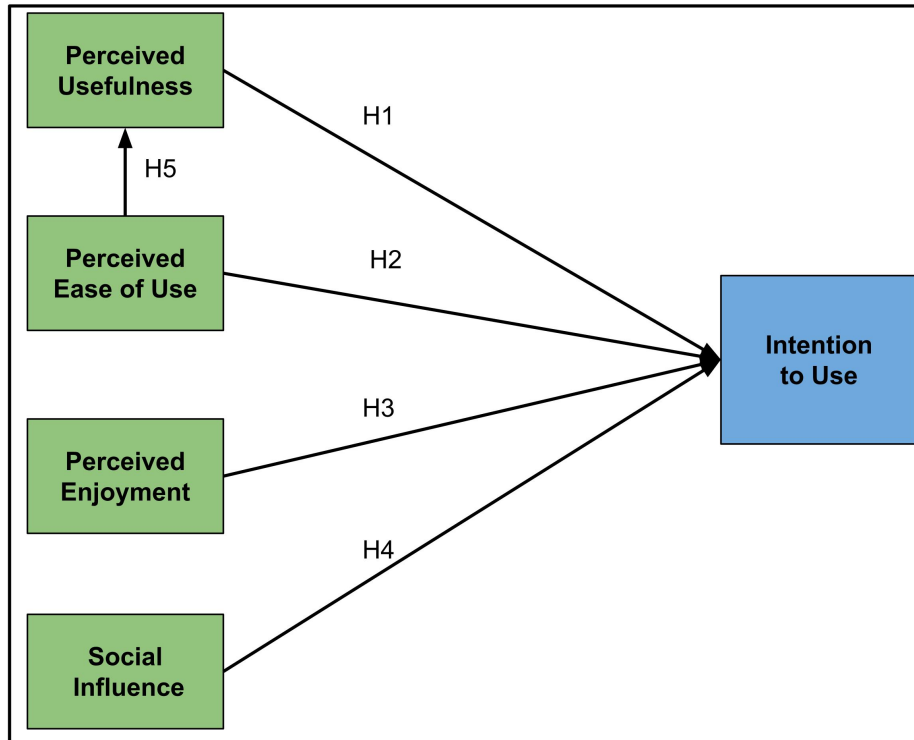 Perceived
Usefulness
H1
H5
Perceived
Ease of Use
H2
Intention
to Use
H3
Perceived
Enjoyment
H4
Social
Influence